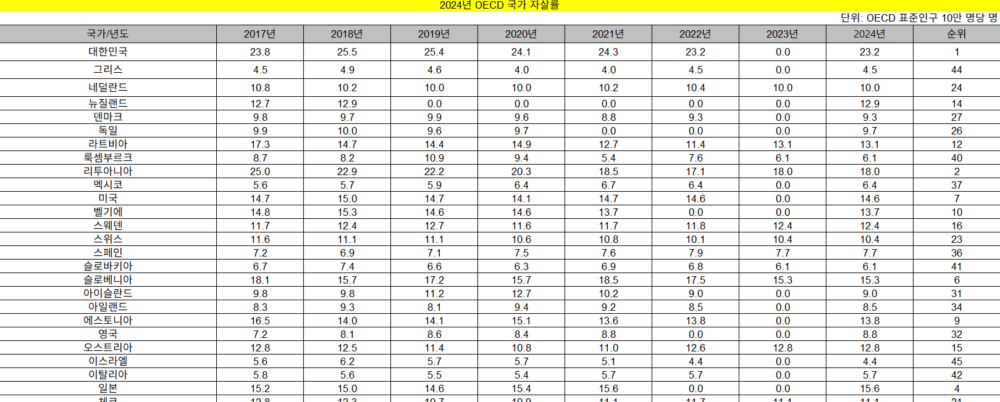 2024년 OECD 국가 자살률
단위: OECD 표준인구 10만 명당 명
국가/년도 2017년 2018년 2019년 2020년 2021년 2022년 2023년 2024년 순위
대한민국 23.8 25.5 25.4 24.1 24.3 23.2 0.0 23.2 1
그리스 4.5 4.9 4.6 4.0 4.0 4.5 0.0 4.5 44
네덜란드 10.8 10.2 10.0 10.0 10.2 10.4 10.0 10.0 24
뉴질랜드 12.7 12.9 0.0 0.0 0.0 0.0 0.0 12.9 14
덴마크 9.8 9.7 9.9 9.6 8.8 9.3 0.0 9.3 27
독일 9.9 10.0 9.6 9.7 0.0 0.0 0.0 9.7 26
라트비아 17.3 14.7 14.4 14.9 12.7 11.4 13.1 13.1 12
룩셈부르크 8.7 8.2 10.9 9.4 5.4 7.6 6.1 6.1 40
리투아니아 25.0 22.9 22.2 20.3 18.5 17.1 18.0 18.0 2
멕시코 5.6 5.7 5.9 6.4 6.7 6.4 0.0 6.4 37
미국 14.7 15.0 14.7 14.1 14.7 14.6 0.0 14.6 7
벨기에 14.8 15.3 14.6 14.6 13.7 0.0 0.0 13.7 10
스웨덴 11.7 12.4 12.7 11.6 11.7 11.8 12.4 12.4 16
스위스 11.6 11.1 11.1 10.6 10.8 10.1 10.4 10.4 23
스페인 7.2 6.9 7.1 7.5 7.6 7.9 7.7 7.7 36
슬로바키아 6.7 7.4 6.6 6.3 6.9 6.8 6.1 6.1 41
슬로베니아 18.1 15.7 17.2 15.7 18.5 17.5 15.3 15.3 6
아이슬란드 9.8 9.8 11.2 12.7 10.2 9.0 0.0 9.0 31
아일랜드 8.3 9.3 8.1 9.4 9.2 8.5 0.0 8.5 34
에스토니아 16.5 14.0 14.1 15.1 13.6 13.8 0.0 13.8 9
영국 7.2 8.1 8.6 8.4 8.8 0.0 0.0 8.8 32
오스트리아 12.8 12.5 11.4 10.8 11.0 12.6 12.8 12.8 15
이스라엘 5.6 6.2 5.7 5.7 5.1 4.4 0.0 4.4 45
이탈리아 5.8 5.6 5.5 5.4 5.7 5.7 0.0 5.7 42
일본 15.2 15.0 14.6 15.4 15.6 0.0 0.0 15.6 4